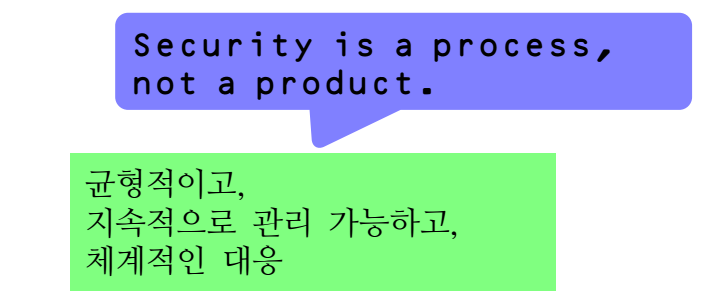 Security is a process,
not a product.
균형적이고,
지속적으로 관리 가능하고,
체계적인 대응